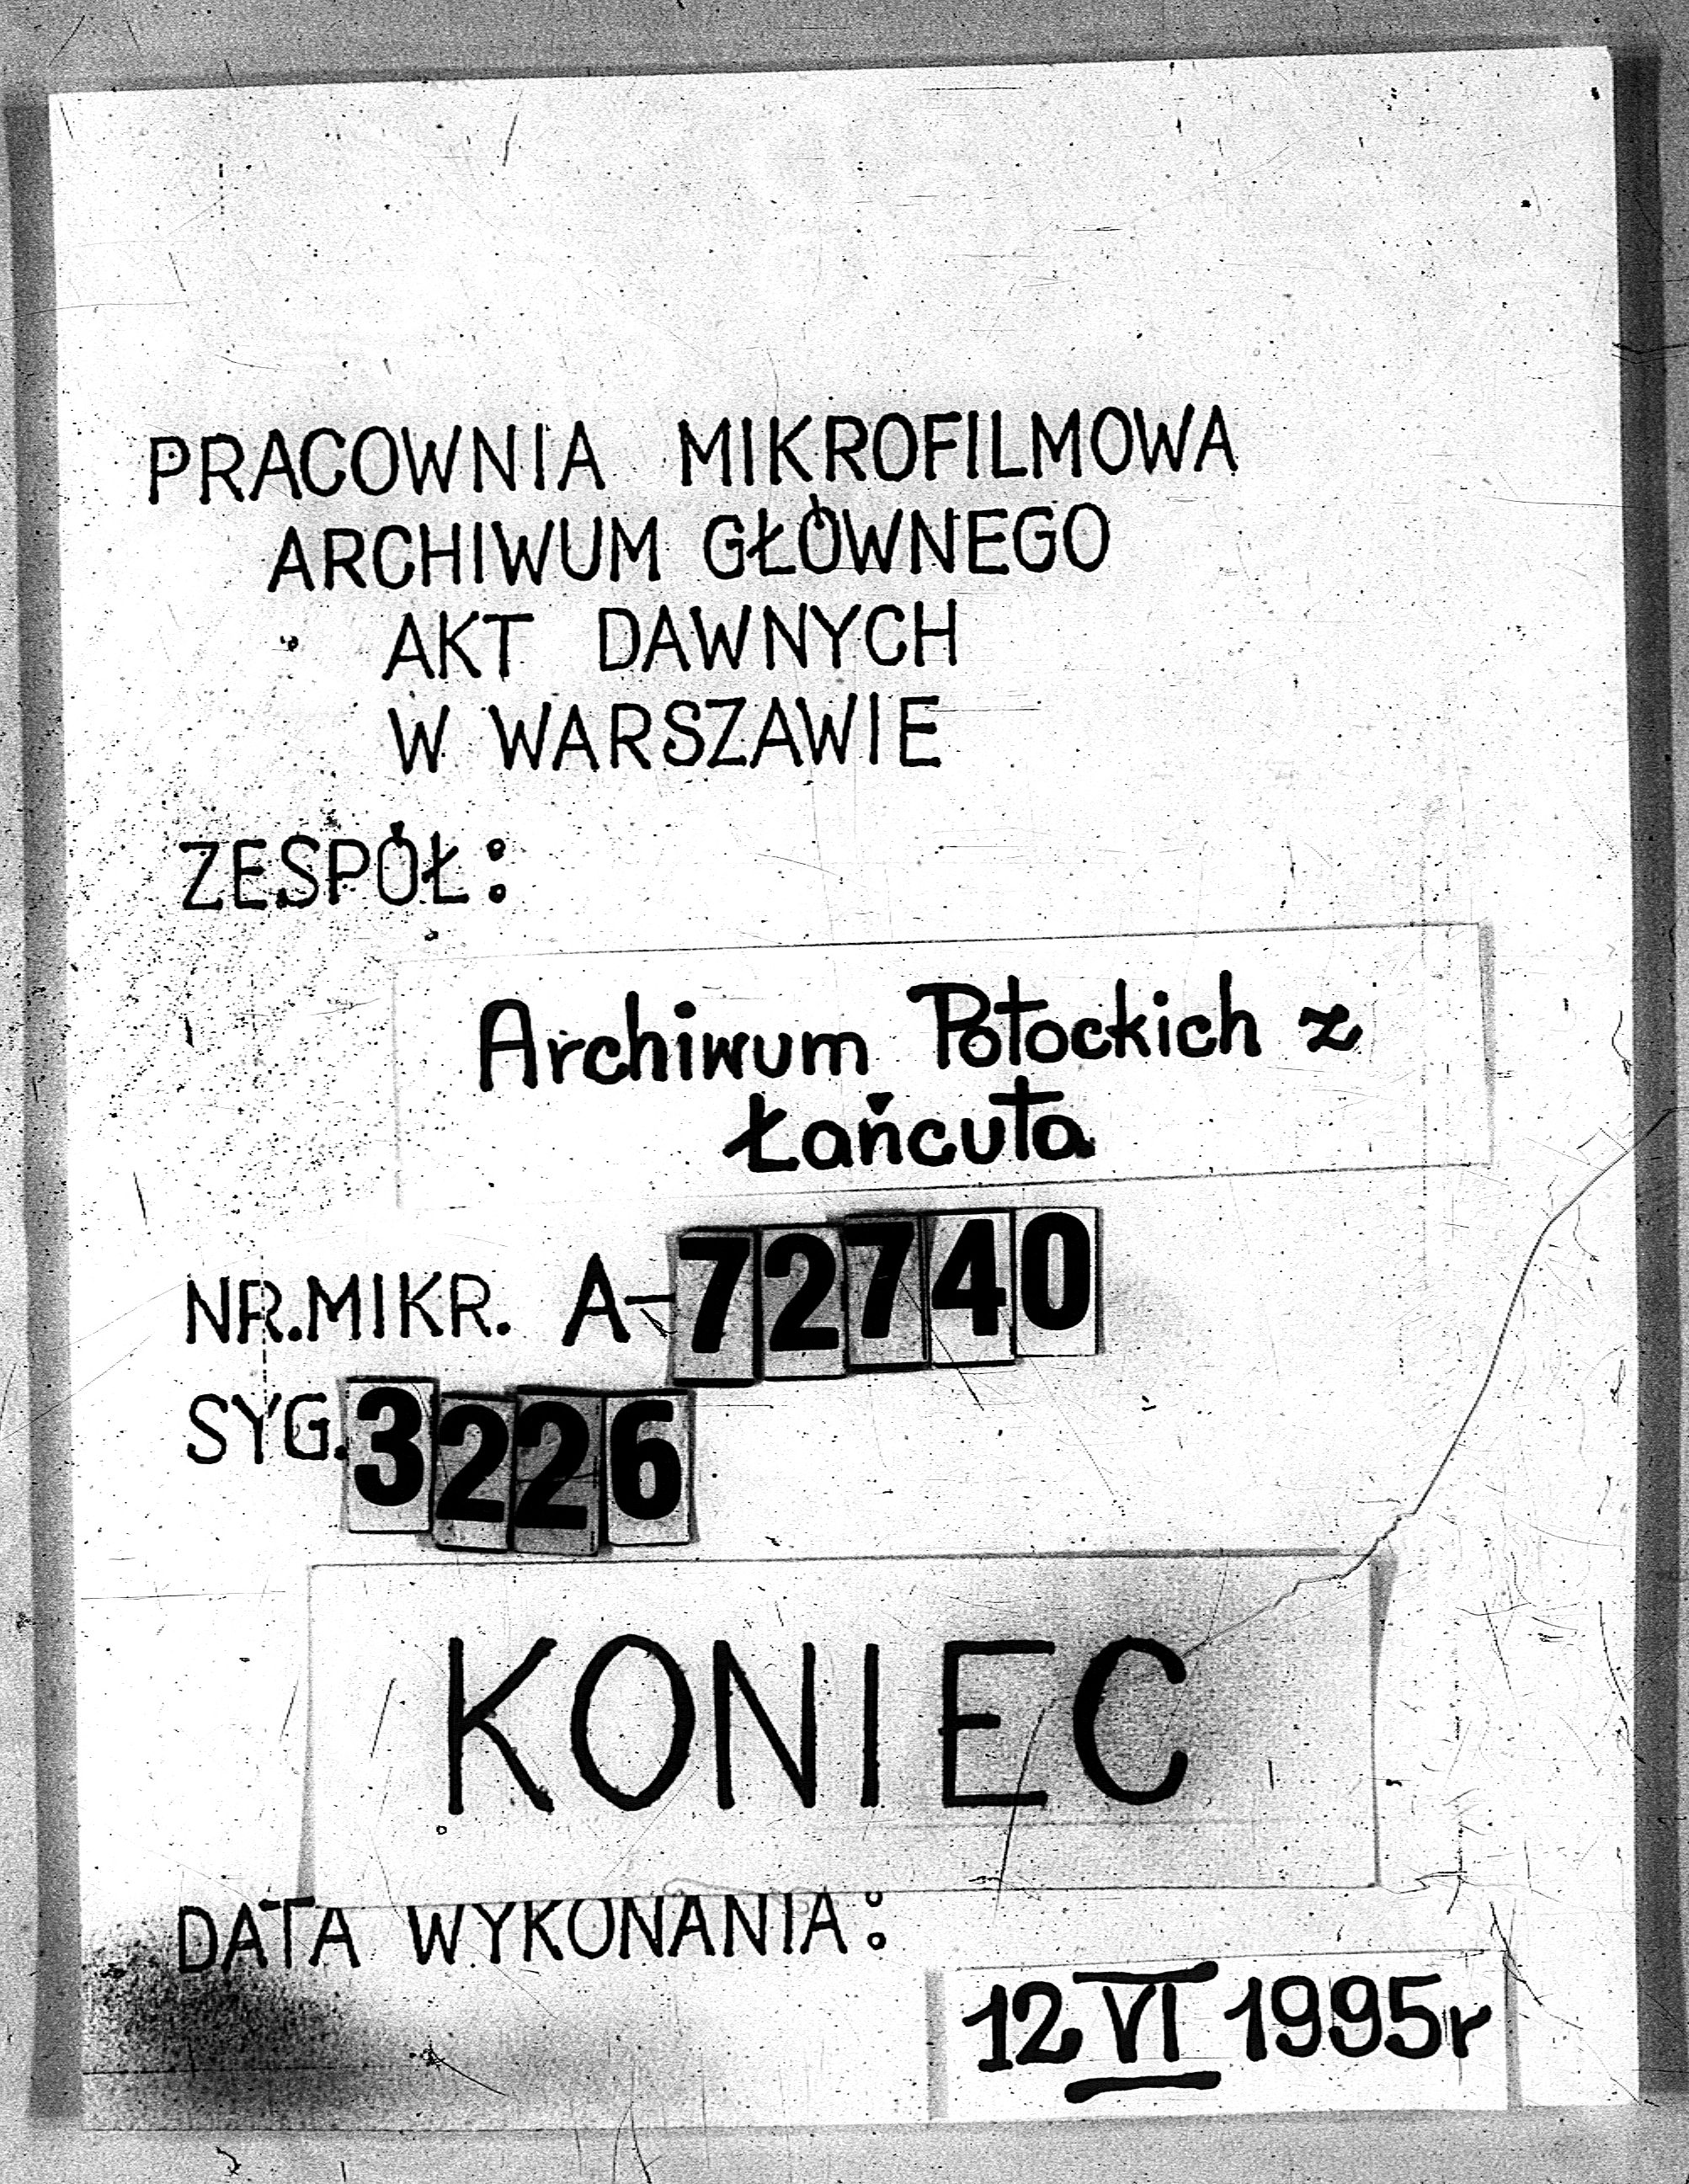 PRACOWNIA MIKROFILMOWA
ARCHIWUM GŁÓWNEGO
AKT DAWNYCH
W WARSZAWIE
ZESPÓŁ:
Archiwum Potockich z
Łańcuta
NR. MIKR. A-72740
SYG. 3226
KONIEC
DATA WYKONANIA:
12 VI 1995r